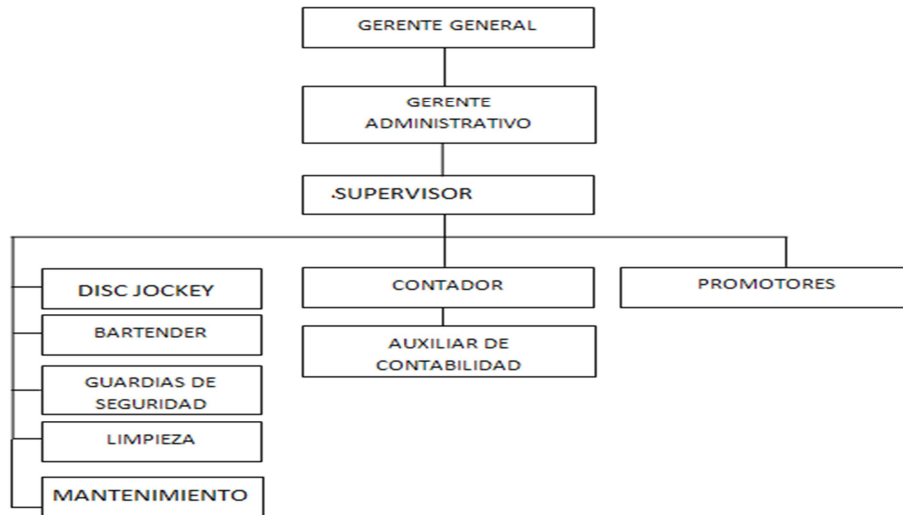 GERENTE GENERAL
GERENTE
ADMINISTRATIVO
.SUPERVISOR
DISC JOCKEY
BARTENDER
GUARDIAS DE
SEGURIDAD
LIMPIEZA
MANTENIMIENTO
CONTADOR
AUXILIAR DE
CONTABILIDAD
PROMOTORES